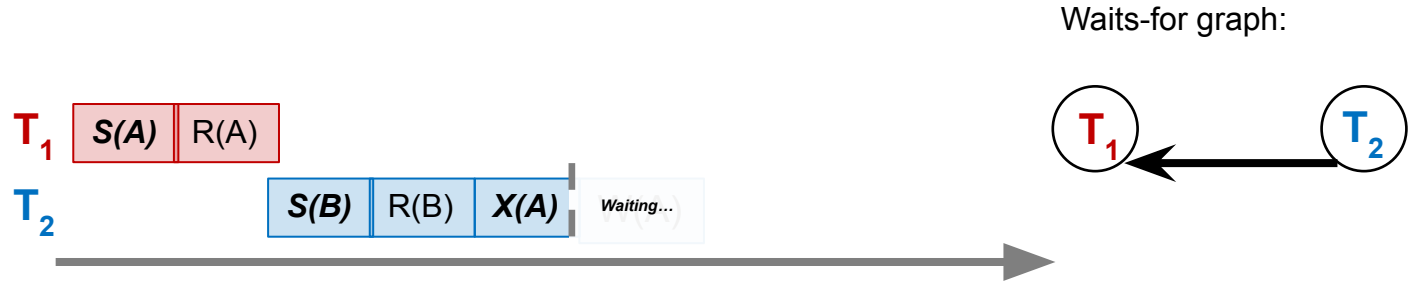 Waits-for graph:
T1 S(A) R(A)
T2 S(B) R(B) X(A) Waiting... W(A)
T1 T2